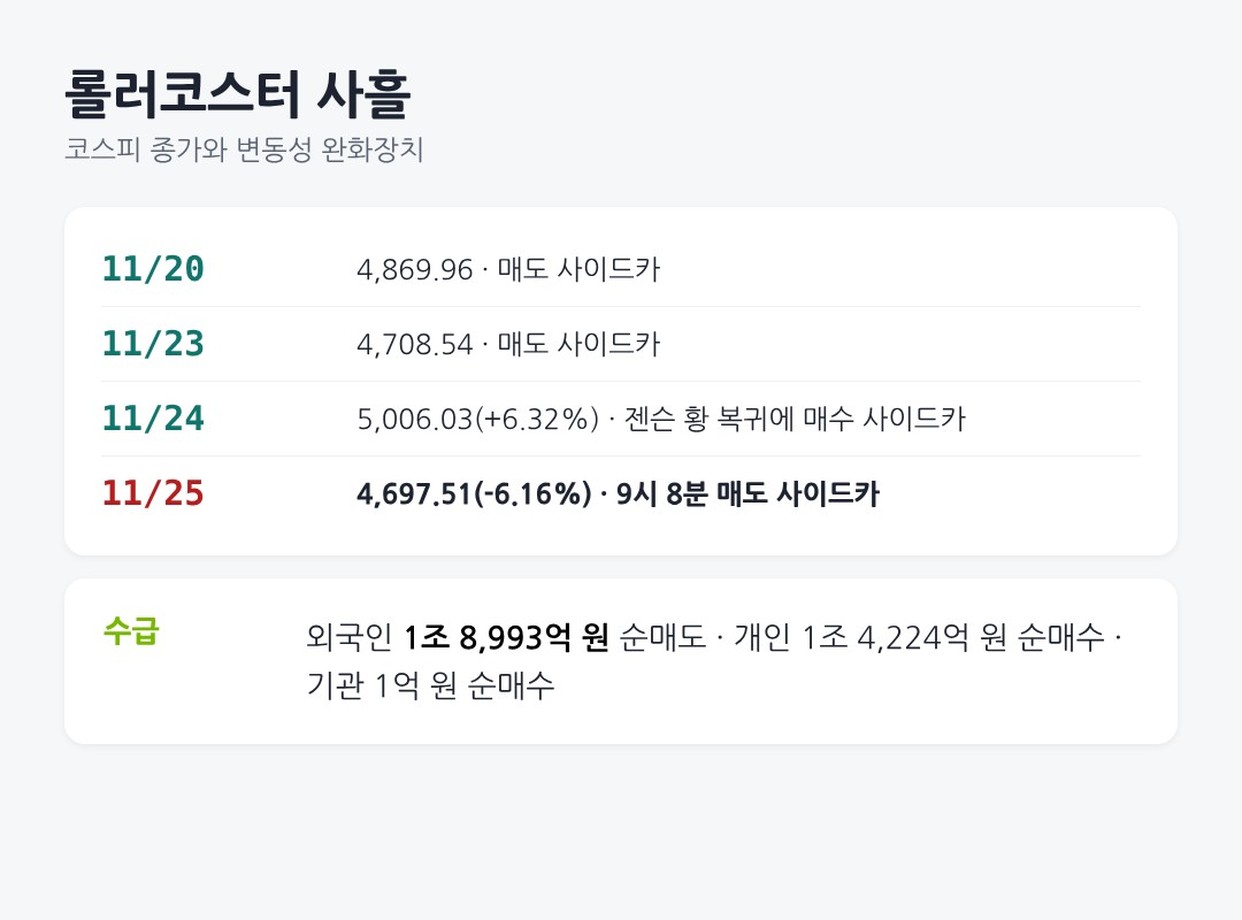 롤러코스터 사흘
코스피 종가와 변동성 완화장치
11/20 4,869.96 · 매도 사이드카
11/23 4,708.54 · 매도 사이드카
11/24 5,006.03(+6.32%) · 젠슨 황 복귀에 매수 사이드카
11/25 4,697.51(-6.16%) · 9시 8분 매도 사이드카
수급 외국인 1조 8,993억 원 순매도 · 개인 1조 4,224억 원 순매수 ·
기관 1억 원 순매수